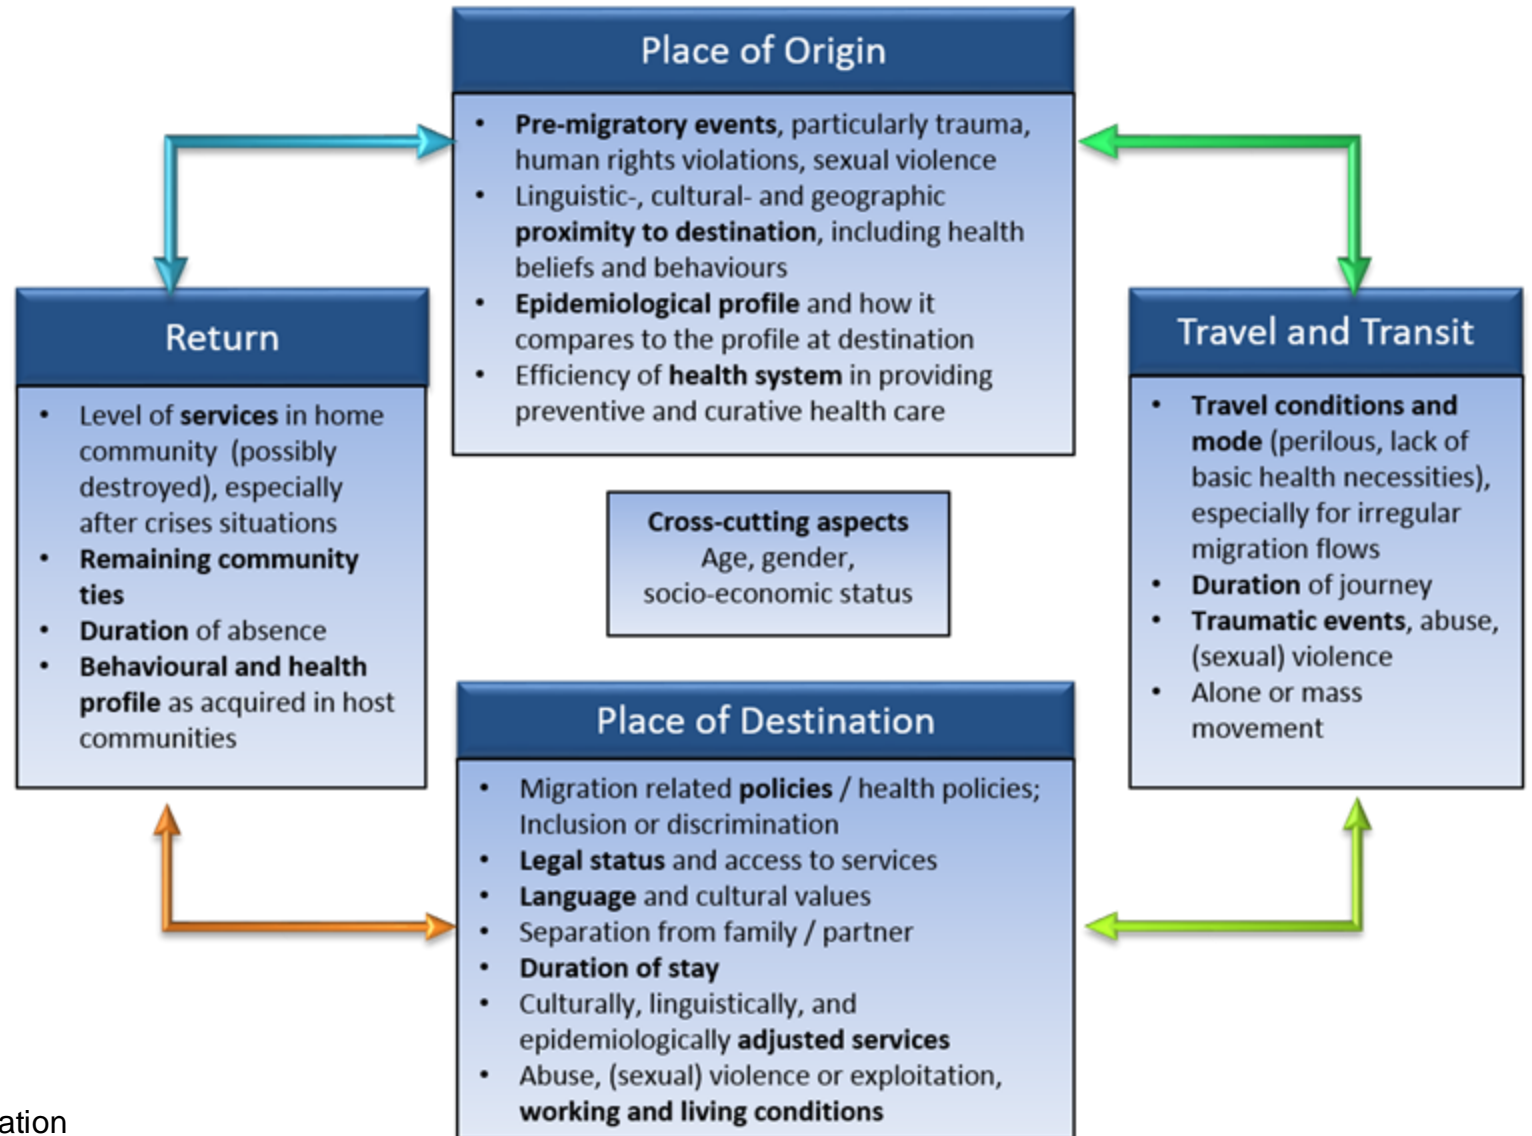 Place of Origin
• Pre-migratory events, particularly trauma,
human rights violations, sexual violence
• Linguistic-, cultural- and geographic
proximity to destination, including health
beliefs and behaviours
• Epidemiological profile and how it
compares to the profile at destination
• Efficiency of health system in providing
preventive and curative health care
Return
• Level of services in home
community (possibly
destroyed), especially
after crises situations
• Remaining community
ties
• Duration of absence
• Behavioural and health
profile as acquired in host
communities
Cross-cutting aspects
Age, gender,
socio-economic status
Travel and Transit
• Travel conditions and
mode (perilous, lack of
basic health necessities),
especially for irregular
migration flows
• Duration of journey
• Traumatic events, abuse,
(sexual) violence
• Alone or mass
movement
Place of Destination
• Migration related policies / health policies;
Inclusion or discrimination
• Legal status and access to services
• Language and cultural values
• Separation from family / partner
• Duration of stay
• Culturally, linguistically, and
epidemiologically adjusted services
• Abuse, (sexual) violence or exploitation,
working and living conditions
ation